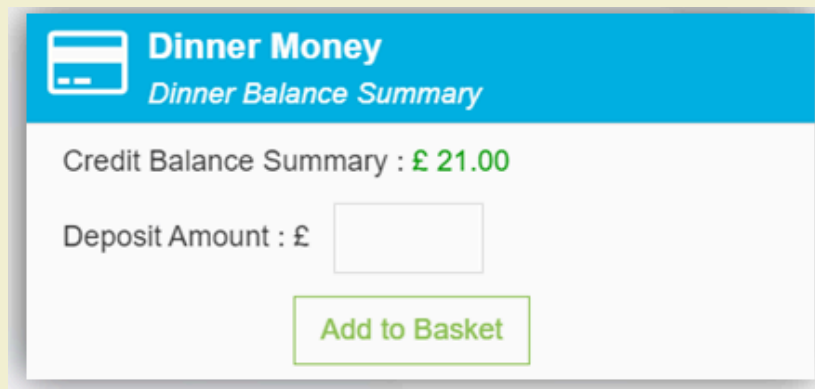 Dinner Money
Dinner Balance Summary
Credit Balance Summary : £ 21.00
Deposit Amount : £
Add to Basket